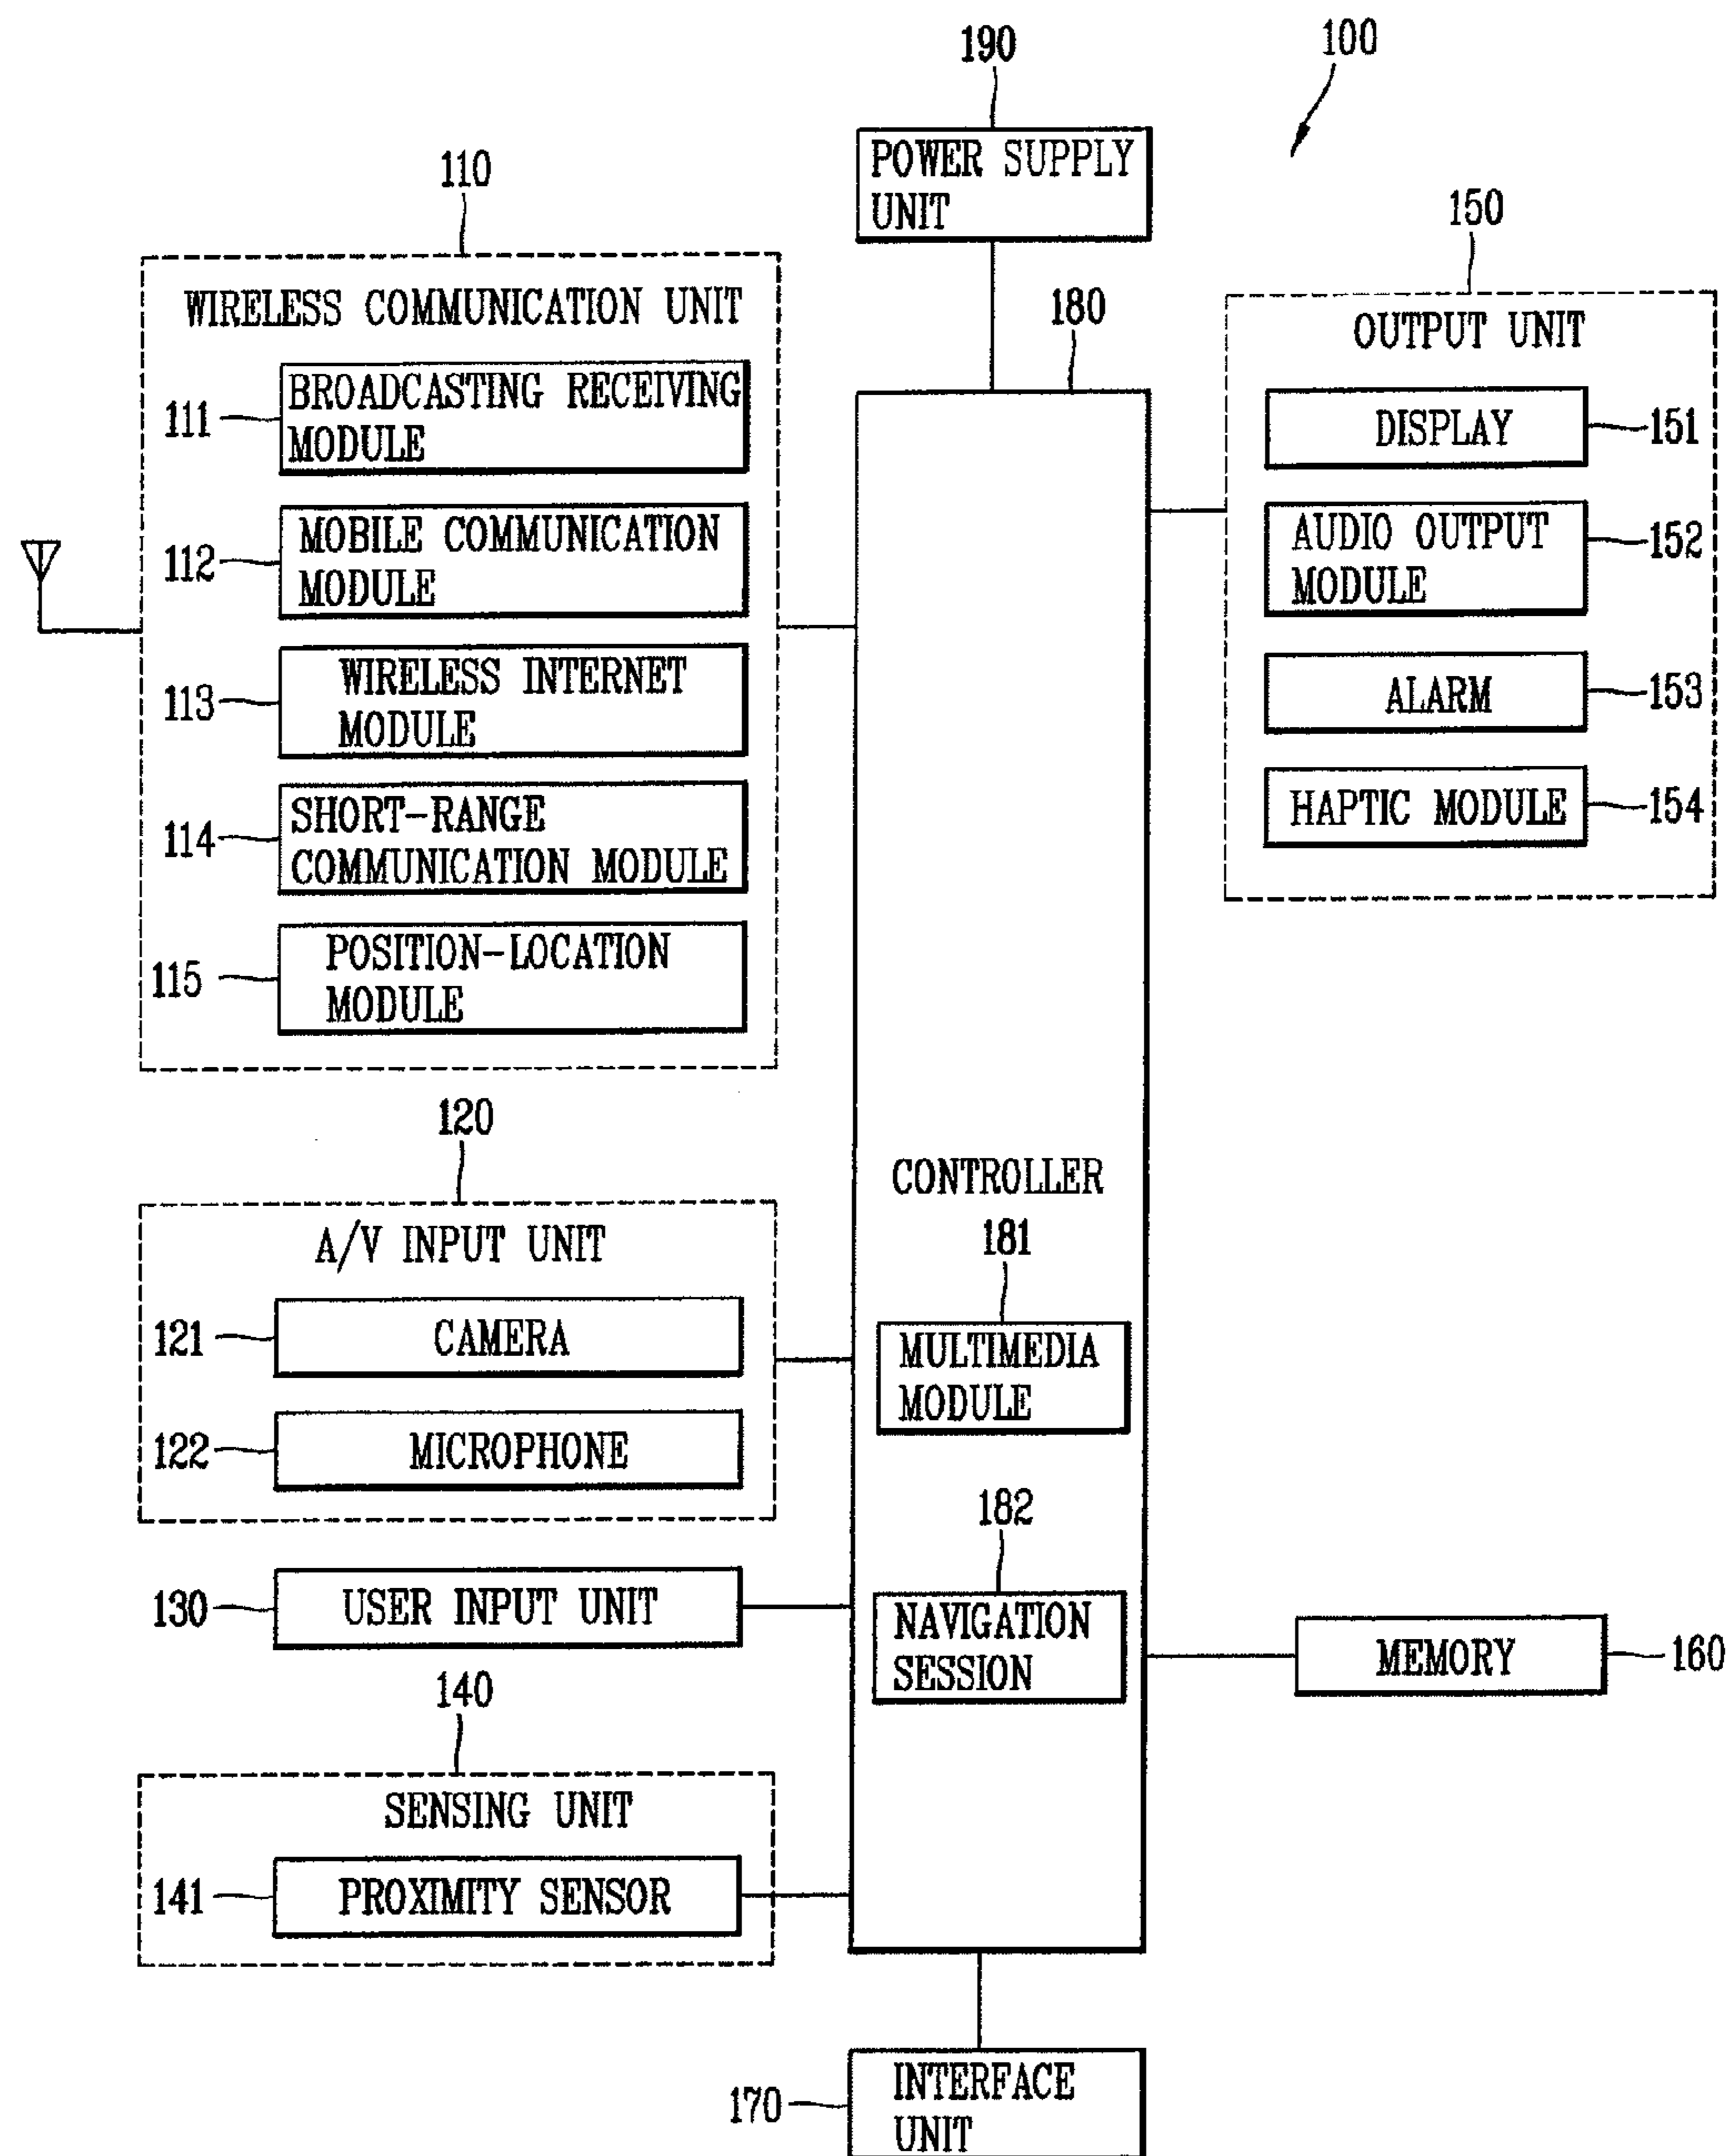 190
100
POWER SUPPLY
UNIT
110
WIRELESS COMMUNICATION UNIT
111
BROADCASTING RECEIVING
MODULE
112
MOBILE COMMUNICATION
MODULE
113
WIRELESS INTERNET
MODULE
114
SHORT-RANGE
COMMUNICATION MODULE
115
POSITION-LOCATION
MODULE
120
A/V INPUT UNIT
121
CAMERA
122
MICROPHONE
130
USER INPUT UNIT
140
SENSING UNIT
141
PROXIMITY SENSOR
180
CONTROLLER
181
MULTIMEDIA
MODULE
182
NAVIGATION
SESSION
150
OUTPUT UNIT
DISPLAY
151
AUDIO OUTPUT
MODULE
152
ALARM
153
HAPTIC MODULE
154
MEMORY
160
170
INTERFACE
UNIT